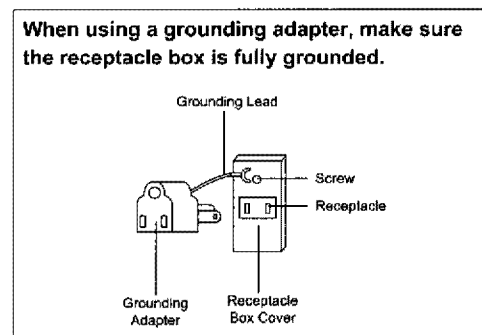 When using a grounding adapter, make sure
the receptacle box is fully grounded.
Grounding Lead
Screw
Receptacle
Grounding
Adapter
Receptacle
Box Cover